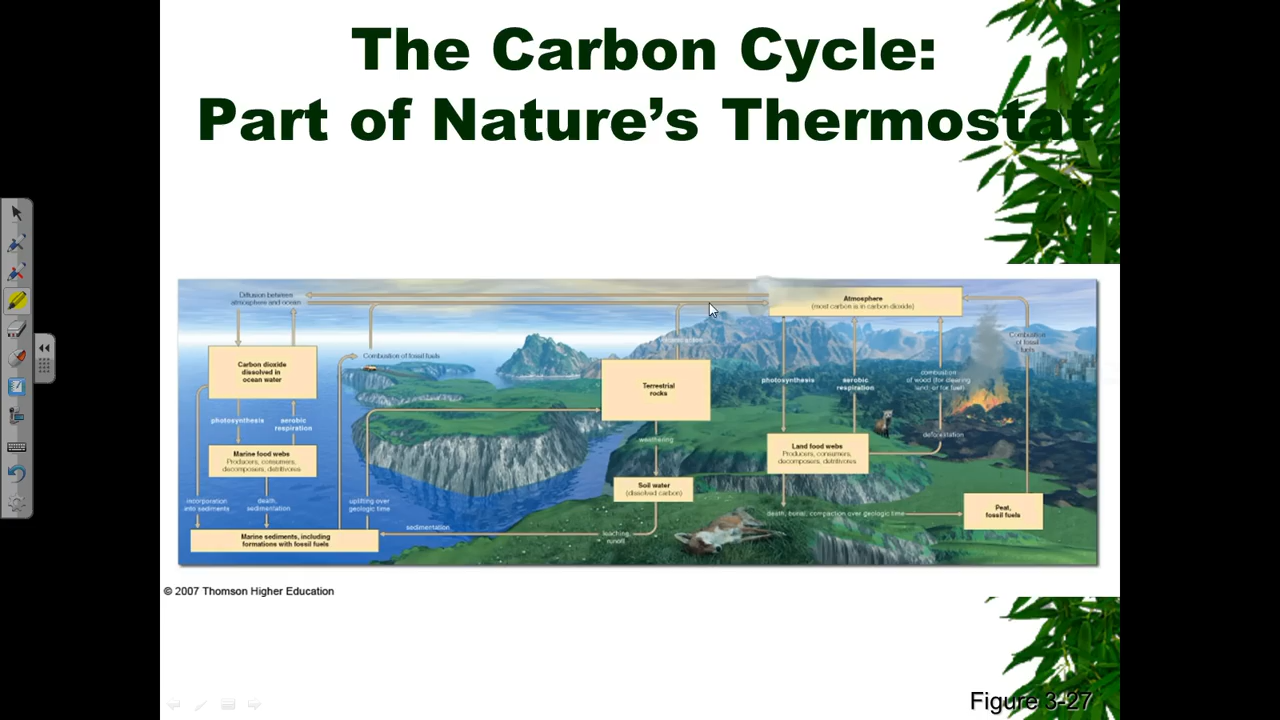 The Carbon Cycle:
Part of Nature's Thermostat
Diffusion between
atmosphere and ocean
Atmosphere
(most carbon is in carbon dioxide)
Combustion
of fossil
fuels
Carbon dioxide
dissolved in
ocean water
Combustion of fossil fuels
volcanic action
Terrestrial
rocks
photosynthesis
aerobic
respiration
combustion
of wood (for clearing
land; or for fuel)
photosynthesis
aerobic
respiration
weathering
deforestation
Marine food webs
Producers, consumers,
decomposers, detritivores
Land food webs
Producers, consumers,
decomposers, detritivores
Soil water
(dissolved carbon)
incorporation
into sediments
death,
sedimentation
uplifting over
geologic time
death, burial, compaction over geologic time
Peat,
fossil fuels
sedimentation
leaching,
runoff
Marine sediments, including
formations with fossil fuels
© 2007 Thomson Higher Education
Figure 3-27